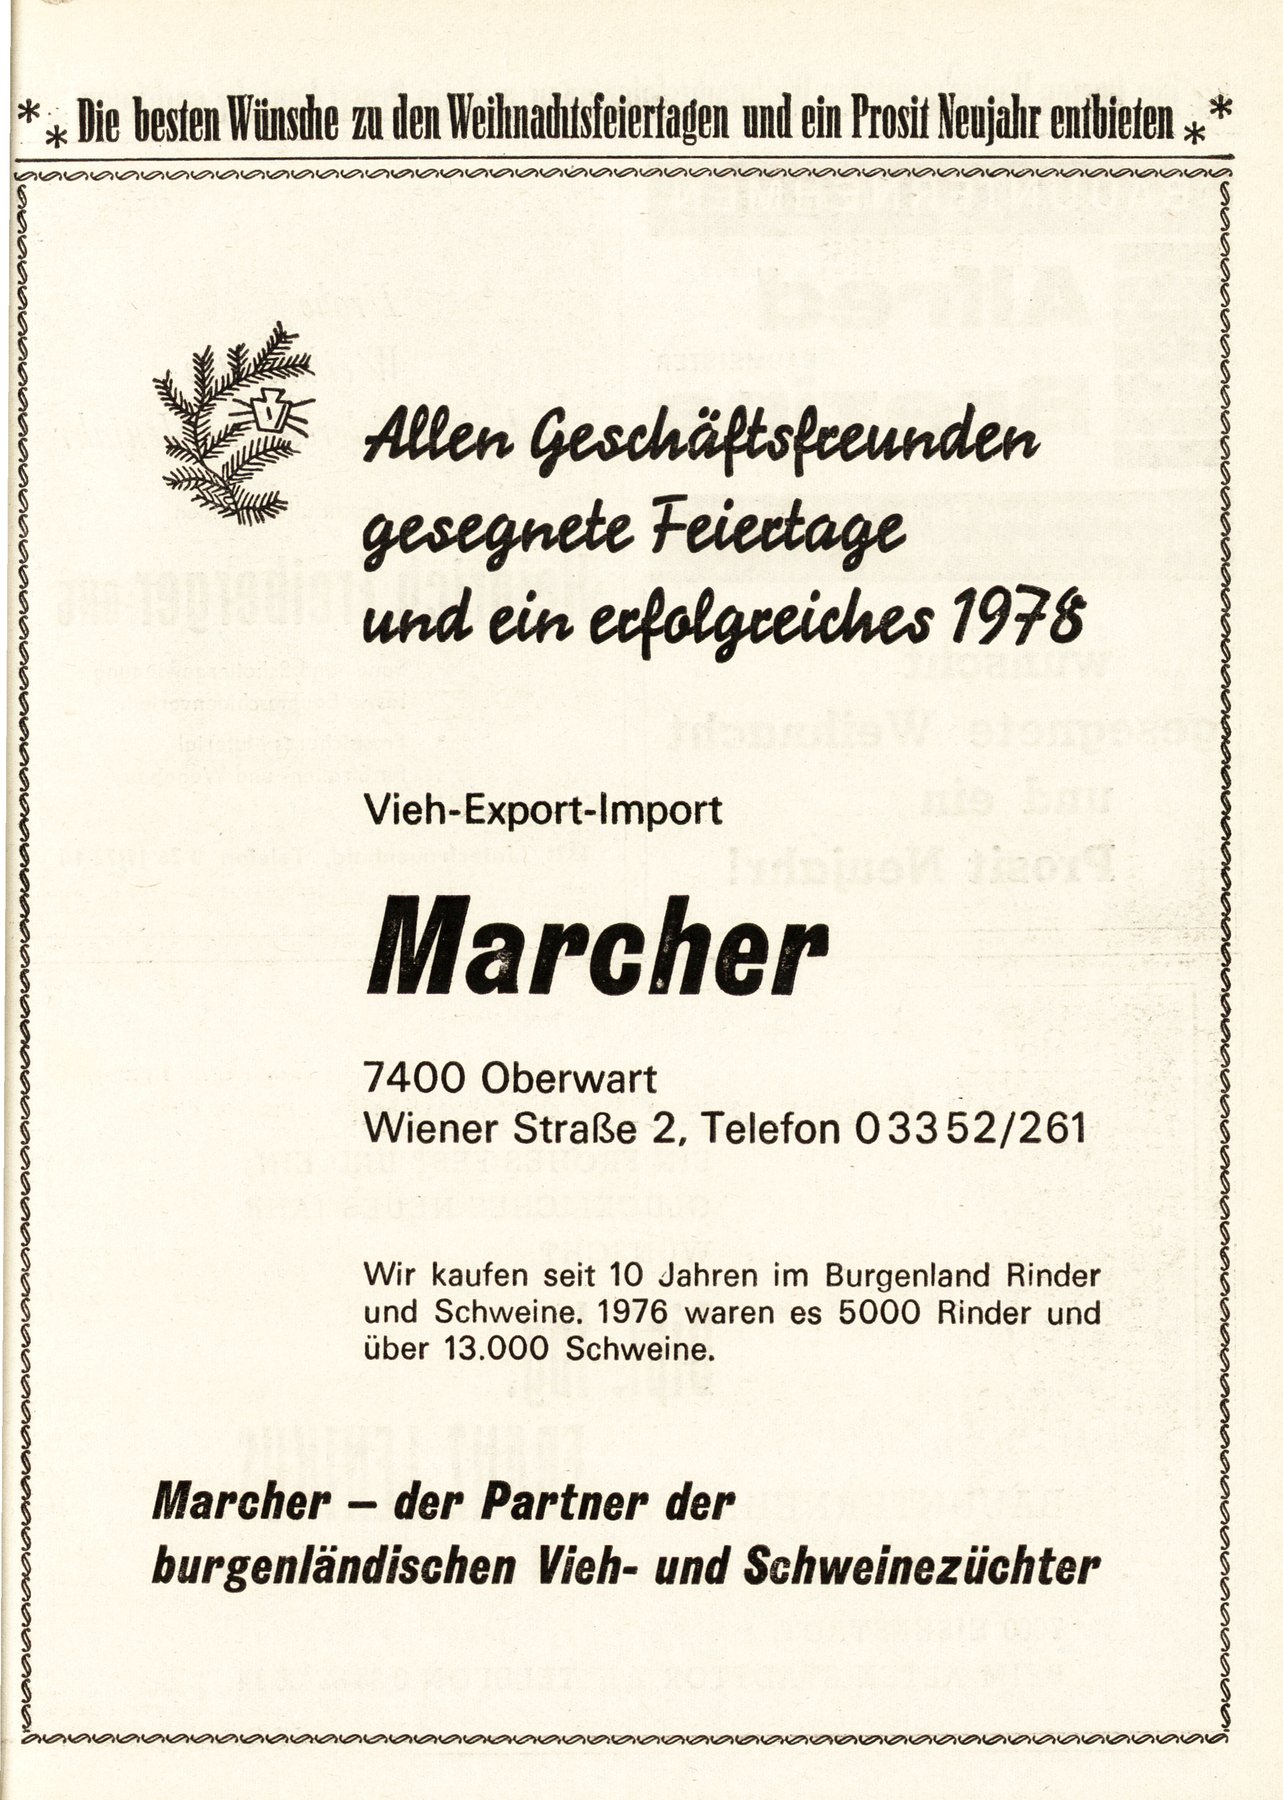 * * Die besten Wünsche zu den Weihnachtsfeiertagen und ein Prosit Neujahr entbieten * *
Allen Geschäftsfreunden
gesegnete Feiertage
und ein erfolgreiches 1978
Vieh-Export-Import
Marcher
7400 Oberwart
Wiener Straße 2, Telefon 0 33 52/261
Wir kaufen seit 10 Jahren im Burgenland Rinder
und Schweine. 1976 waren es 5000 Rinder und
über 13.000 Schweine.
Marcher – der Partner der
burgenländischen Vieh- und Schweinezüchter